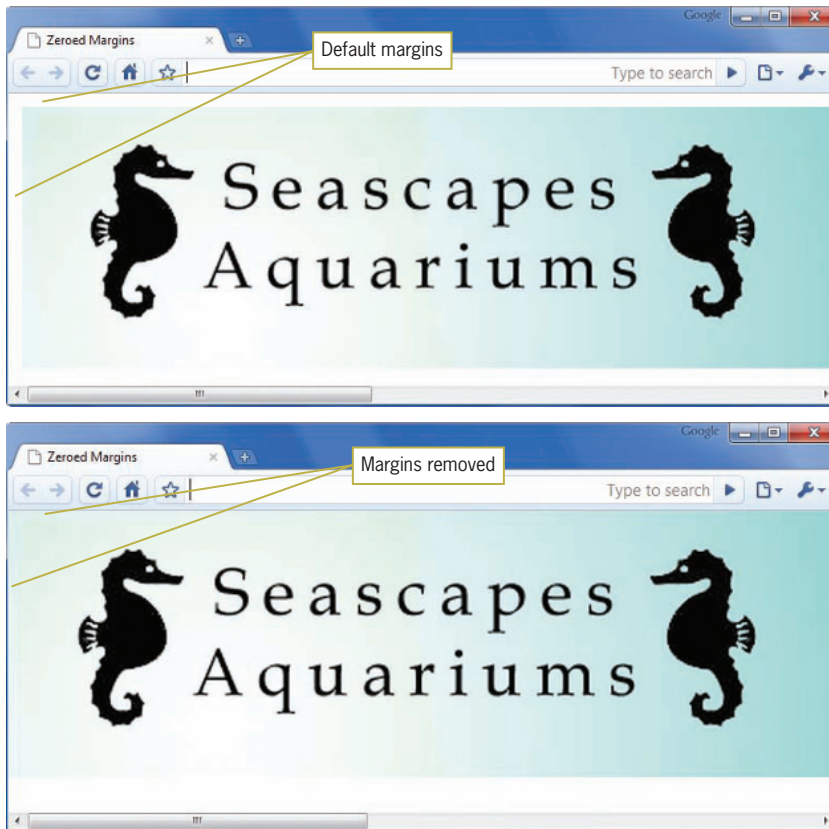 Google
Zeroed Margins
Default margins
Type to search
Seascapes
Aquariums
Google
Zeroed Margins
Margins removed
Type to search
Seascapes
Aquariums